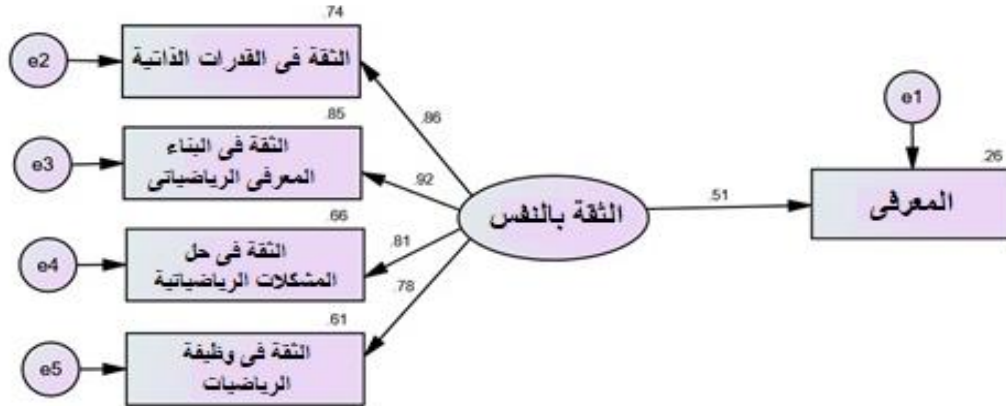 .74
e2
الثقة فى القدرات الذاتية
.86
e1
.85
e3
الثقة فى البناء
المعرفى الرياضياتى
.92
.26
الثقة بالنفس
.51
المعرفى
.66
e4
الثقة فى حل
المشكلات الرياضياتية
.81
.78
.61
e5
الثقة فى وظيفة
الرياضيات